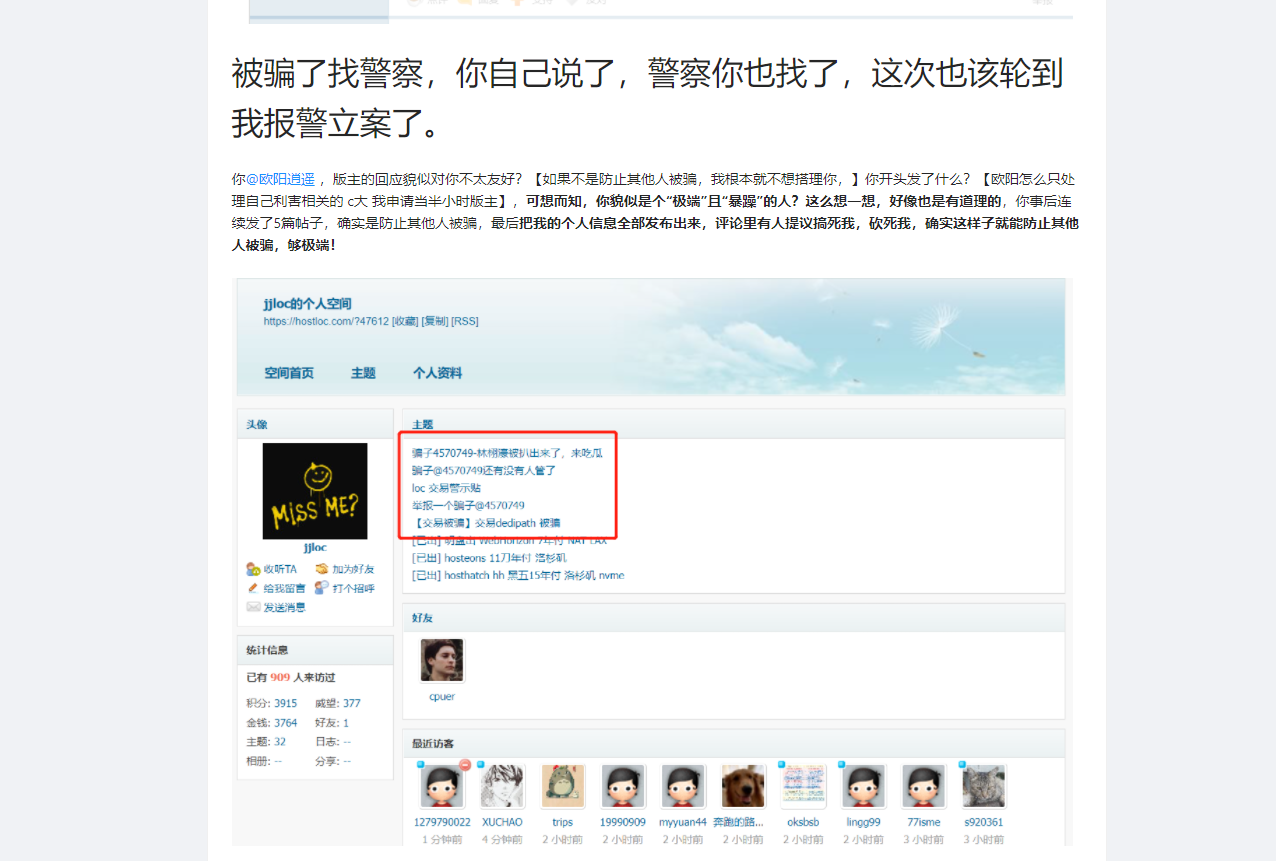 被骗了找警察，你自己说了，警察你也找了，这次也该轮到
我报警立案了。
你@欧阳逍遥 ，版主的回应貌似对你不太友好？【如果不是防止其他人被骗，我根本就不想搭理你，】你开头发了什么？【欧阳怎么只处
理自己利害相关的 c大 我申请当半小时版主】，可想而知，你貌似是个“极端”且“暴躁”的人？这么想一想，好像也是有道理的，你事后连
续发了5篇帖子，确实是防止其他人被骗，最后把我的个人信息全部发布出来，评论里有人提议搞死我，砍死我，确实这样子就能防止其他
人被骗，够极端！
jjloc的个人空间
https://hostloc.com/?47612 [收藏] [复制] [RSS]
空间首页 主题 个人资料
头像
MISS ME?
jjloc
收听TA 加为好友
给我留言 打个招呼
发送消息
统计信息
已有 909 人来访过
积分: 3915 威望: 377
金钱: 3764 好友: 1
主题: 32 日志: --
相册: -- 分享: --
主题
骗子4570749-林栩濠被扒出来了，来吃瓜
骗子@4570749还有没有人管了
loc 交易警示贴
举报一个骗子@4570749
【交易被骗】交易dedipath 被骗
[已出] 明盘出 WebHorizon 7年付 NAT LAX
[已出] hosteons 11刀年付 洛杉矶
[已出] hosthatch hh 黑五15年付 洛杉矶 nvme
好友
cpuer
最近访客
1279790022 XUCHAO trips 19990909 myyuan44 奔跑的路... oksbsb lingg99 77isme s920361
1 分钟前 4 分钟前 2 小时前 2 小时前 2 小时前 2 小时前 2 小时前 2 小时前 3 小时前 3 小时前